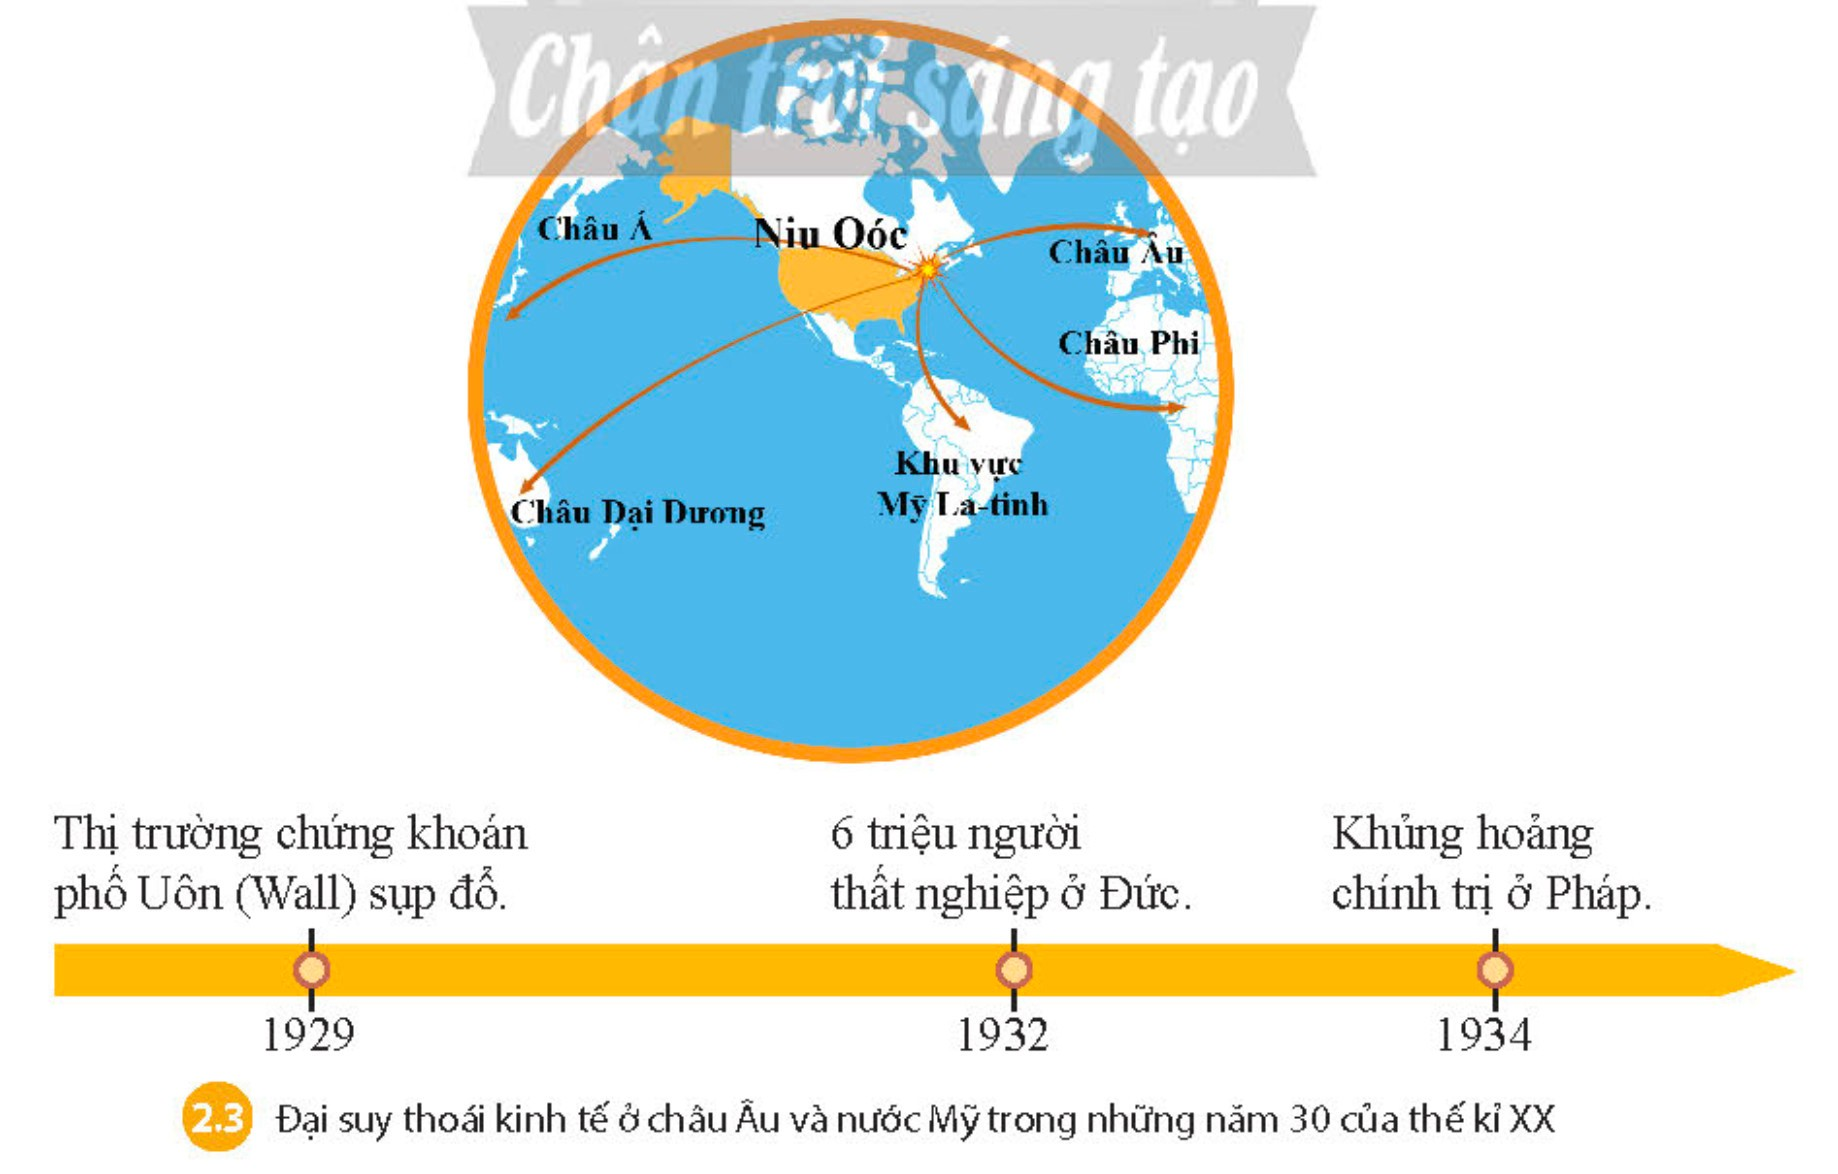 Chân trời sáng tạo
Châu Á
Niu Oóc
Châu Âu
Châu Phi
Khu vực
Mỹ La-tinh
Châu Dại Dương
Thị trường chứng khoán
phố Uôn (Wall) sụp đổ.
6 triệu người
thất nghiệp ở Đức.
Khủng hoảng
chính trị ở Pháp.
1929
1932
1934
2.3 Đại suy thoái kinh tế ở châu Âu và nước Mỹ trong những năm 30 của thế kỉ XX